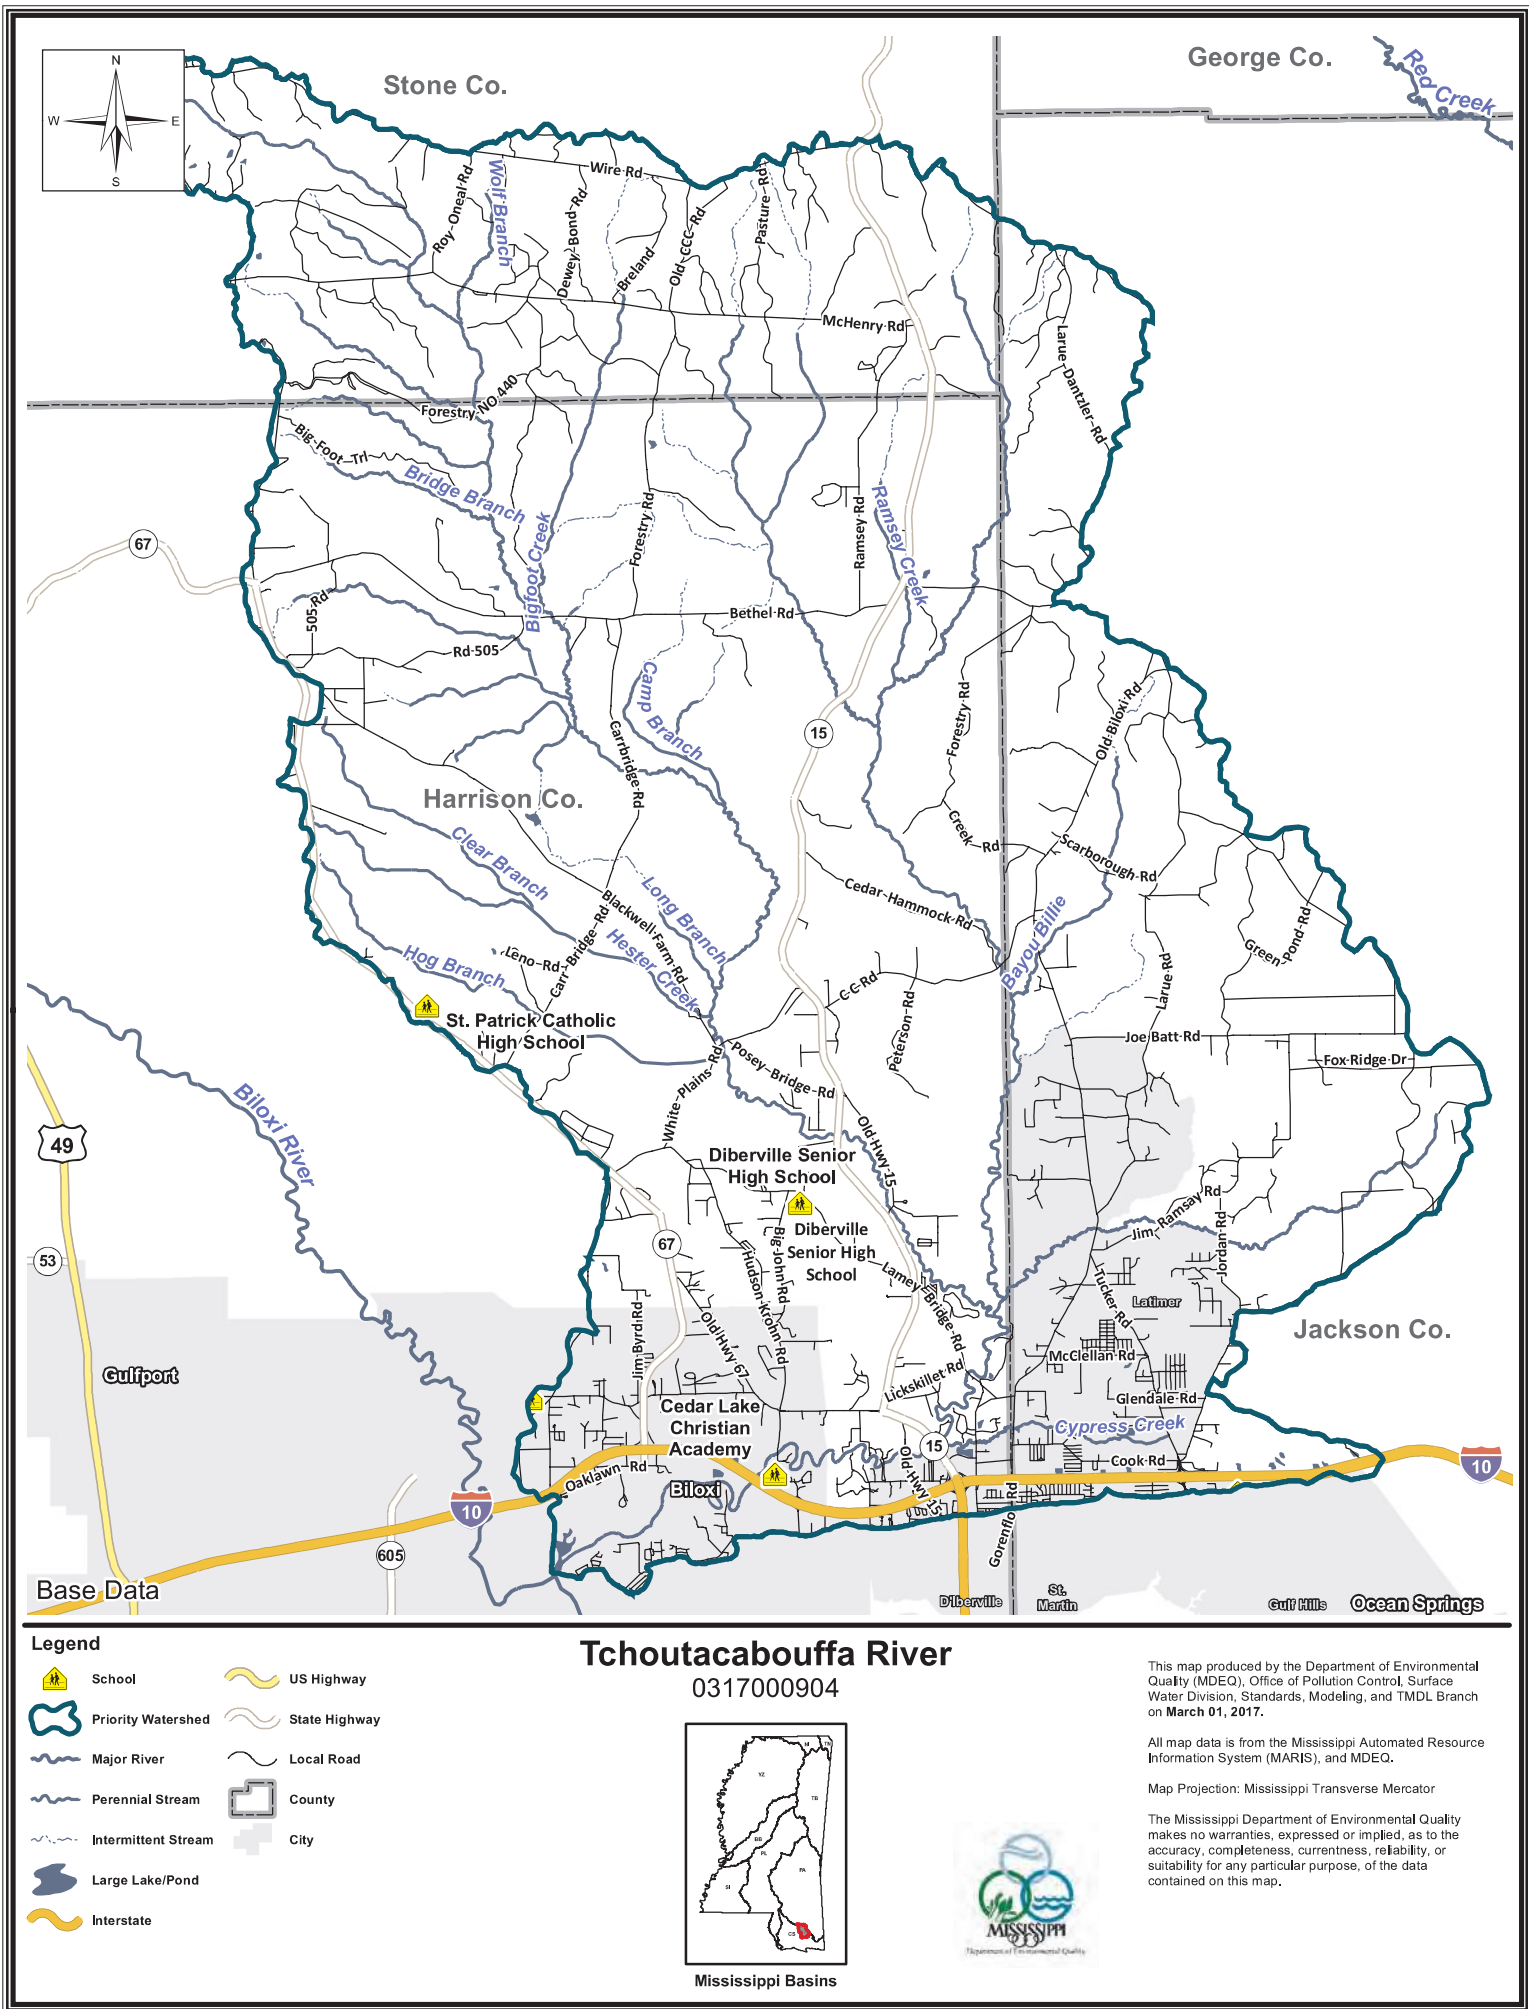 N
W
E
S
Stone Co.
George Co.
Red Creek
Wire Rd
Roy Oneal Rd
Wolf Branch
Dewey Bond Rd
Breland
Old CCC Rd
Pasture Rd
McHenry Rd
Larue Dantzler Rd
Forestry NO 440
Big Foot Trl
Bridge Branch
Bigfoot Creek
Forestry Rd
Ramsey Rd
Ramsey Creek
67
505 Rd
Rd 505
Bethel Rd
Camp Branch
Carrbridge Rd
15
Forestry Rd
Old Biloxi Rd
Harrison Co.
Clear Branch
Creek Rd
Scarborough Rd
Cedar Hammock Rd
Long Branch
Blackwell Farm Rd
Hester Creek
Carr Bridge Rd
Leno Rd
Hog Branch
Bayou Billie
Green Pond Rd
Larue Rd
C C Rd
Peterson Rd
St. Patrick Catholic
High School
Joe Batt Rd
Fox Ridge Dr
Posey Bridge Rd
White Plains Rd
Biloxi River
49
Old Hwy 15
Diberville Senior
High School
Diberville
Senior High
School
Jim Ramsay Rd
Jordan Rd
53
67
Big John Rd
Hudson Krohn Rd
Lamey Bridge Rd
Tucker Rd
Latimer
Jackson Co.
Jim Byrd Rd
Old Hwy 67
McClellan Rd
Gulfport
Lickskillet Rd
Glendale Rd
Cedar Lake
Christian
Academy
Cypress Creek
15
Old Hwy 15
Cook Rd
Oaklawn Rd
Biloxi
10
10
605
Gorenflo Rd
Base Data
D'Iberville
St.
Martin
Gulf Hills
Ocean Springs
Legend
School
Priority Watershed
Major River
Perennial Stream
Intermittent Stream
Large Lake/Pond
Interstate
US Highway
State Highway
Local Road
County
City
Tchoutacabouffa River
0317000904
NI
TN
YZ
TB
BB
PL
PA
SI
CS
Mississippi Basins
MISSISSIPPI
Department of Environmental Quality
This map produced by the Department of Environmental
Quality (MDEQ), Office of Pollution Control, Surface
Water Division, Standards, Modeling, and TMDL Branch
on March 01, 2017.
All map data is from the Mississippi Automated Resource
Information System (MARIS), and MDEQ.
Map Projection: Mississippi Transverse Mercator
The Mississippi Department of Environmental Quality
makes no warranties, expressed or implied, as to the
accuracy, completeness, currentness, reliability, or
suitability for any particular purpose, of the data
contained on this map.